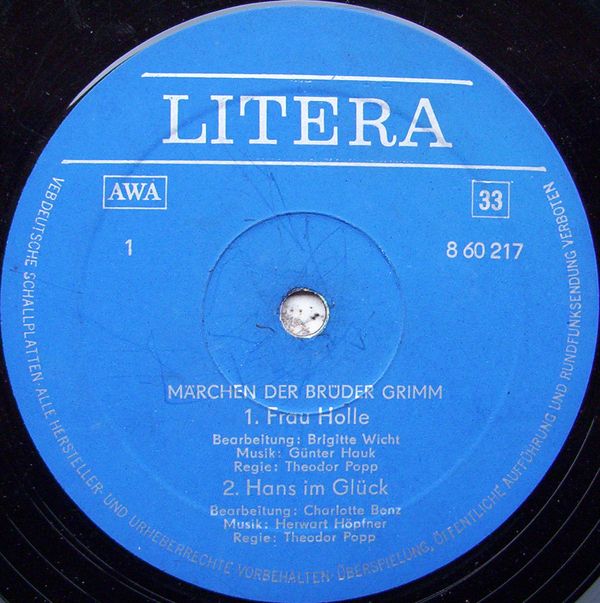 LITERA
AWA
33
1
8 60 217
MÄRCHEN DER BRÜDER GRIMM
1. Frau Holle
Bearbeitung: Brigitte Wicht
Musik: Günter Hauk
Regie: Theodor Popp
2. Hans im Glück
Bearbeitung: Charlotte Benz
Musik: Herwart Höpfner
Regie: Theodor Popp
VEB DEUTSCHE SCHALLPLATTEN · ALLE HERSTELLER- UND URHEBERRECHTE VORBEHALTEN · ÜBERSPIELUNG, ÖFFENTLICHE AUFFÜHRUNG UND RUNDFUNKSENDUNG VERBOTEN